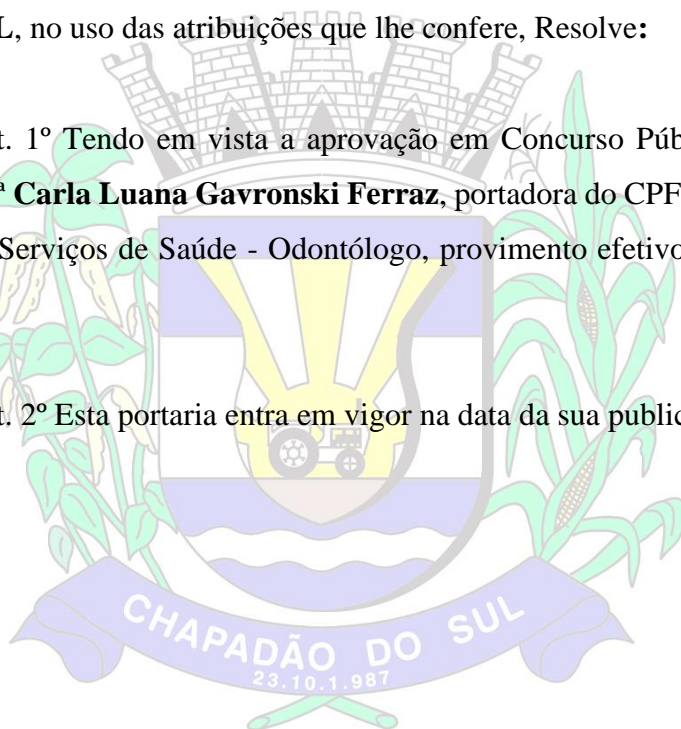 L, no uso das atribuições que lhe confere, Resolve:
t. 1º Tendo em vista a aprovação em Concurso Púb
ª Carla Luana Gavronski Ferraz, portadora do CPF
Serviços de Saúde - Odontólogo, provimento efetivo
t. 2º Esta portaria entra em vigor na data da sua public
CHAPADÃO DO SUL
23.10.1.987